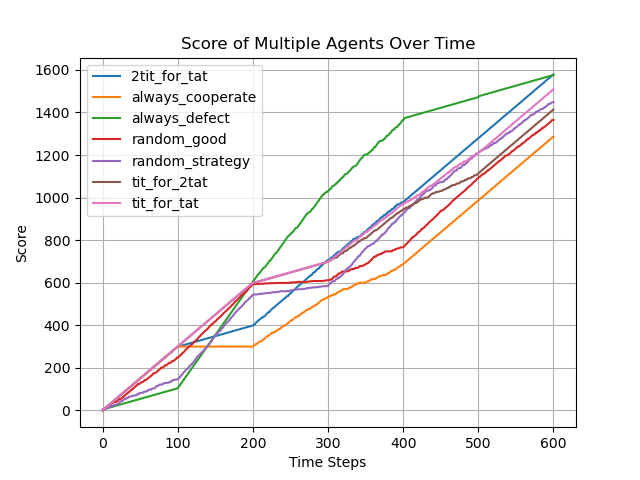 Score of Multiple Agents Over Time
2tit_for_tat
always_cooperate
always_defect
random_good
random_strategy
tit_for_2tat
tit_for_tat
Score
1600
1400
1200
1000
800
600
400
200
0
0 100 200 300 400 500 600
Time Steps